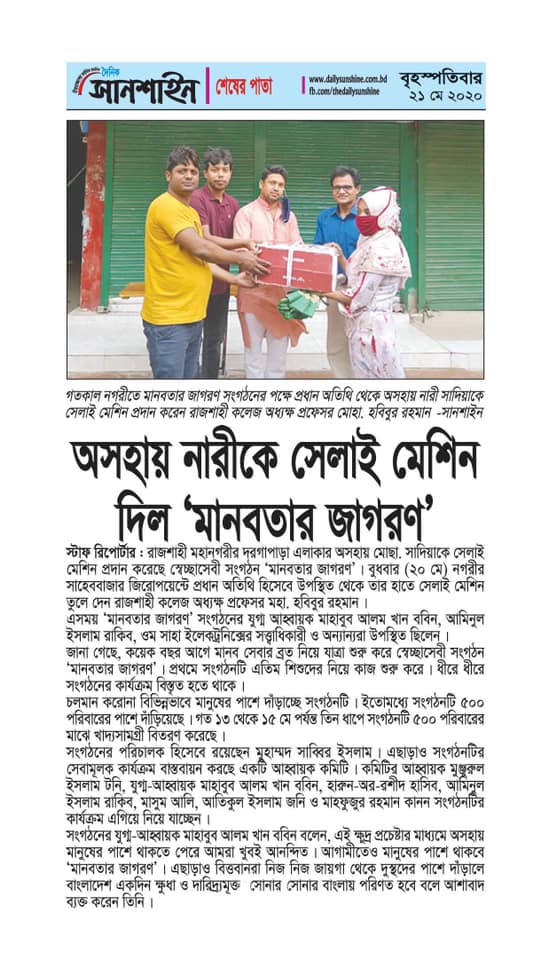 দৈনিক
সানশাইন
শেষের পাতা
www.dailysunshine.com.bd
fb.com/thedailysunshine
বৃহস্পতিবার
২১ মে ২০২০
গতকাল নগরীতে মানবতার জাগরণ সংগঠনের পক্ষে প্রধান অতিথি থেকে অসহায় নারী সাদিয়াকে
সেলাই মেশিন প্রদান করেন রাজশাহী কলেজ অধ্যক্ষ প্রফেসর মোহা. হবিবুর রহমান -সানশাইন
অসহায় নারীকে সেলাই মেশিন
দিল ‘মানবতার জাগরণ’
স্টাফ রিপোর্টার : রাজশাহী মহানগরীর দরগাপাড়া এলাকার অসহায় মোছা. সাদিয়াকে সেলাই
মেশিন প্রদান করেছে স্বেচ্ছাসেবী সংগঠন ‘মানবতার জাগরণ’। বুধবার (২০ মে) নগরীর
সাহেববাজার জিরোপয়েন্টে প্রধান অতিথি হিসেবে উপস্থিত থেকে তার হাতে সেলাই মেশিন
তুলে দেন রাজশাহী কলেজ অধ্যক্ষ প্রফেসর মহা. হবিবুর রহমান।
এসময় ‘মানবতার জাগরণ’ সংগঠনের যুগ্ম আহ্বায়ক মাহাবুব আলম খান ববিন, আমিনুল
ইসলাম রাকিব, ওম সাহা ইলেকট্রনিক্সের সত্ত্বাধিকারী ও অন্যান্যরা উপস্থিত ছিলেন।
জানা গেছে, কয়েক বছর আগে মানব সেবার ব্রত নিয়ে যাত্রা শুরু করে স্বেচ্ছাসেবী সংগঠন
‘মানবতার জাগরণ’। প্রথমে সংগঠনটি এতিম শিশুদের নিয়ে কাজ শুরু করে। ধীরে ধীরে
সংগঠনের কার্যক্রম বিস্তৃত হতে থাকে।
চলমান করোনা বিভিন্নভাবে মানুষের পাশে দাঁড়াচ্ছে সংগঠনটি। ইতোমধ্যে সংগঠনটি ৫০০
পরিবারের পাশে দাঁড়িয়েছে। গত ১৩ থেকে ১৫ মে পর্যন্ত তিন ধাপে সংগঠনটি ৫০০ পরিবারের
মাঝে খাদ্যসামগ্রী বিতরণ করেছে।
সংগঠনের পরিচালক হিসেবে রয়েছেন মুহাম্মদ সাব্বির ইসলাম। এছাড়াও সংগঠনটির
সেবামূলক কার্যক্রম বাস্তবায়ন করছে একটি আহ্বায়ক কমিটি। কমিটির আহ্বায়ক মুঞ্জুরুল
ইসলাম টনি, যুগ্ম-আহ্বায়ক মাহাবুব আলম খান ববিন, হারুন-অর-রশীদ হাসিব, আমিনুল
ইসলাম রাকিব, মাসুম আলি, আতিকুল ইসলাম জনি ও মাহফুজুর রহমান কানন সংগঠনটির
কার্যক্রম এগিয়ে নিয়ে যাচ্ছেন।
সংগঠনের যুগ্ম-আহ্বায়ক মাহাবুব আলম খান ববিন বলেন, এই ক্ষুদ্র প্রচেষ্টার মাধ্যমে অসহায়
মানুষের পাশে থাকতে পেরে আমরা খুবই আনন্দিত। আগামীতেও মানুষের পাশে থাকবে
‘মানবতার জাগরণ’। এছাড়াও বিত্তবানরা নিজ নিজ জায়গা থেকে দুস্থদের পাশে দাঁড়ালে
বাংলাদেশ একদিন ক্ষুধা ও দারিদ্র্যমুক্ত সোনার সোনার বাংলায় পরিণত হবে বলে আশাবাদ
ব্যক্ত করেন তিনি।